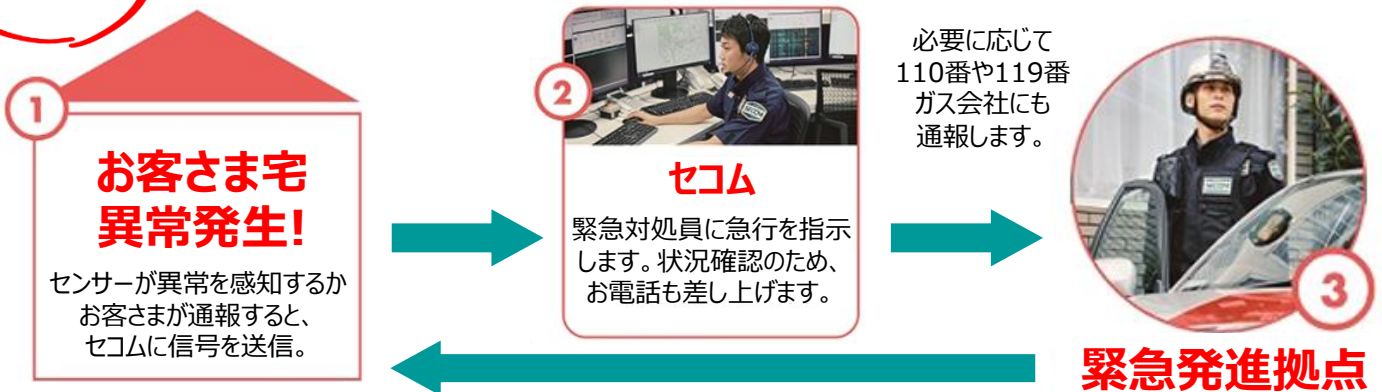 1
お客さま宅
異常発生!
センサーが異常を感知するか
お客さまが通報すると、
セコムに信号を送信。
2
セコム
緊急対処員に急行を指示
します。状況確認のため、
お電話も差し上げます。
必要に応じて
110番や119番
ガス会社にも
通報します。
3
緊急発進拠点